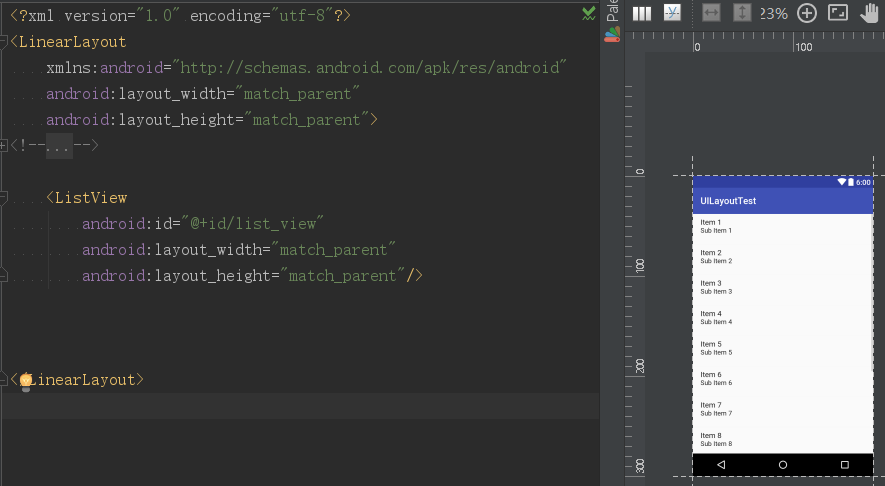 <?xml version="1.0" encoding="utf-8"?>
<LinearLayout
xmlns:android="http://schemas.android.com/apk/res/android"
android:layout_width="match_parent"
android:layout_height="match_parent">
<!--...-->
<ListView
android:id="@+id/list_view"
android:layout_width="match_parent"
android:layout_height="match_parent"/>
LinearLayout>
23%
0
100
0
100
200
300
6:00
UILayoutTest
Item 1
Sub Item 1
Item 2
Sub Item 2
Item 3
Sub Item 3
Item 4
Sub Item 4
Item 5
Sub Item 5
Item 6
Sub Item 6
Item 7
Sub Item 7
Item 8
Sub Item 8